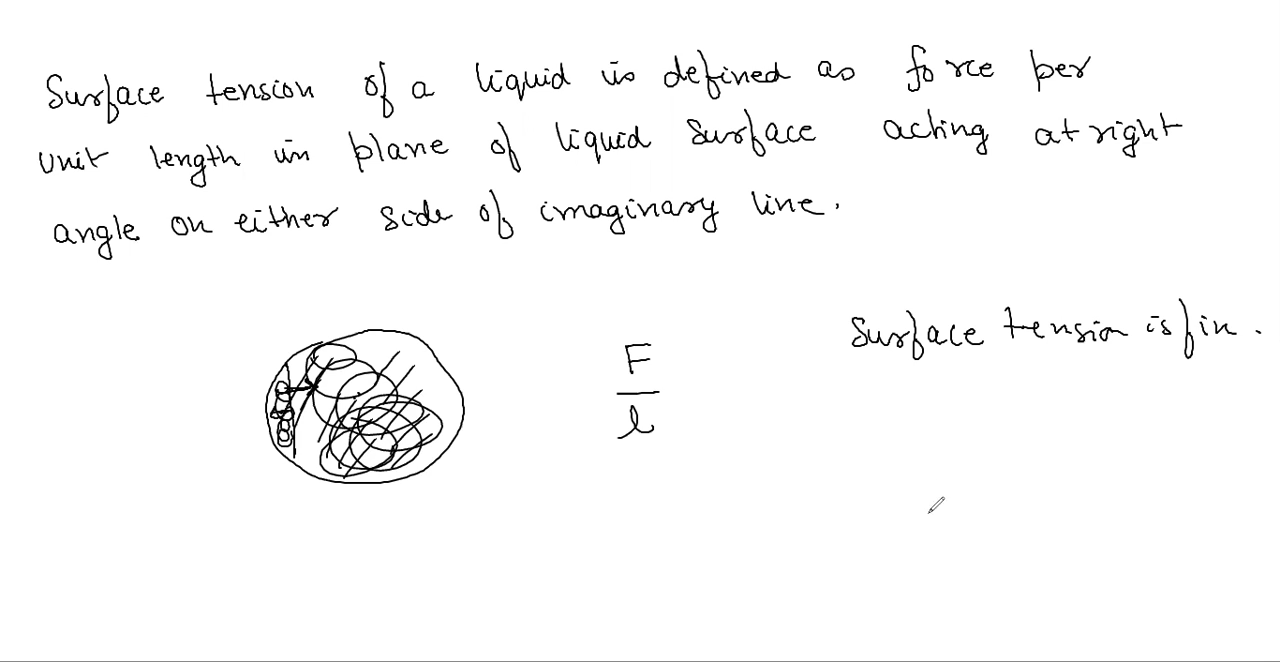 Surface tension of a liquid is defined as force per
unit length in plane of liquid surface acting at right
angle on either side of imaginary line.
Surface tension is fin.
F
l